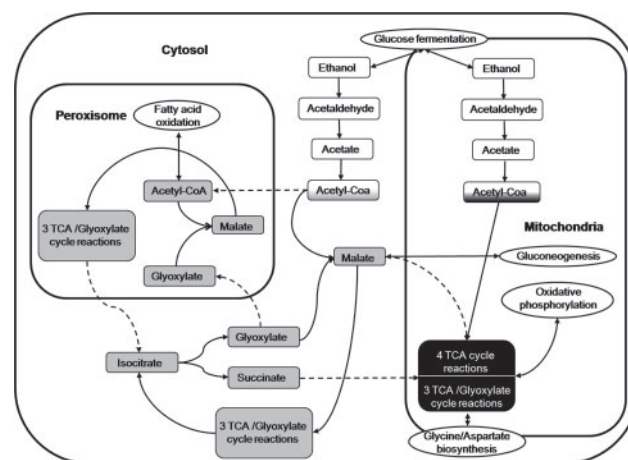 Glucose fermentation
Cytosol
Ethanol
Ethanol
Peroxisome
Fatty acid
oxidation
Acetaldehyde
Acetaldehyde
Acetate
Acetate
Acetyl-CoA
Acetyl-Coa
Acetyl-Coa
3 TCA /Glyoxylate
cycle reactions
Malate
Mitochondria
Glyoxylate
Malate
Gluconeogenesis
Oxidative
phosphorylation
Glyoxylate
Isocitrate
Succinate
4 TCA cycle
reactions
3 TCA /Glyoxylate
cycle reactions
3 TCA /Glyoxylate
cycle reactions
Glycine/Aspartate
biosynthesis